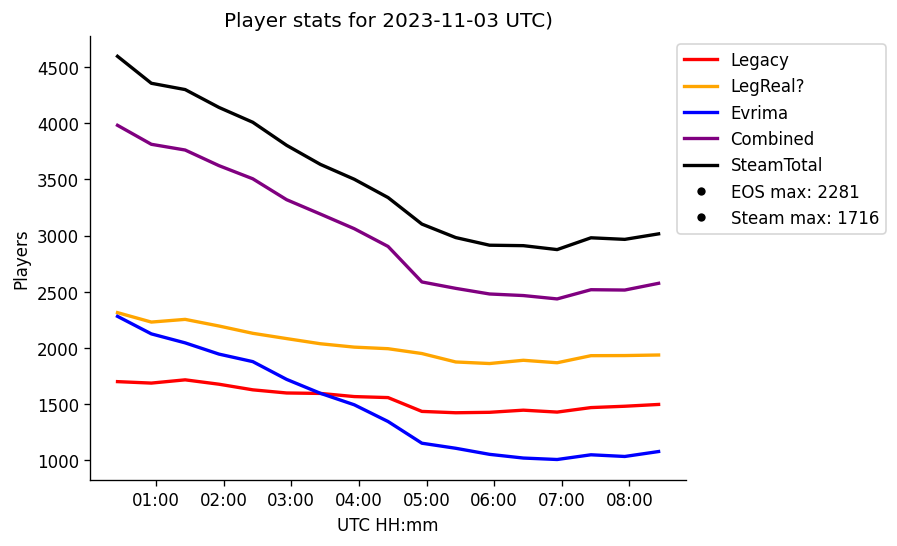 Player stats for 2023-11-03 UTC)
Legacy
LegReal?
Evrima
Combined
SteamTotal
EOS max: 2281
Steam max: 1716
Players
4500
4000
3500
3000
2500
2000
1500
1000
01:00 02:00 03:00 04:00 05:00 06:00 07:00 08:00
UTC HH:mm